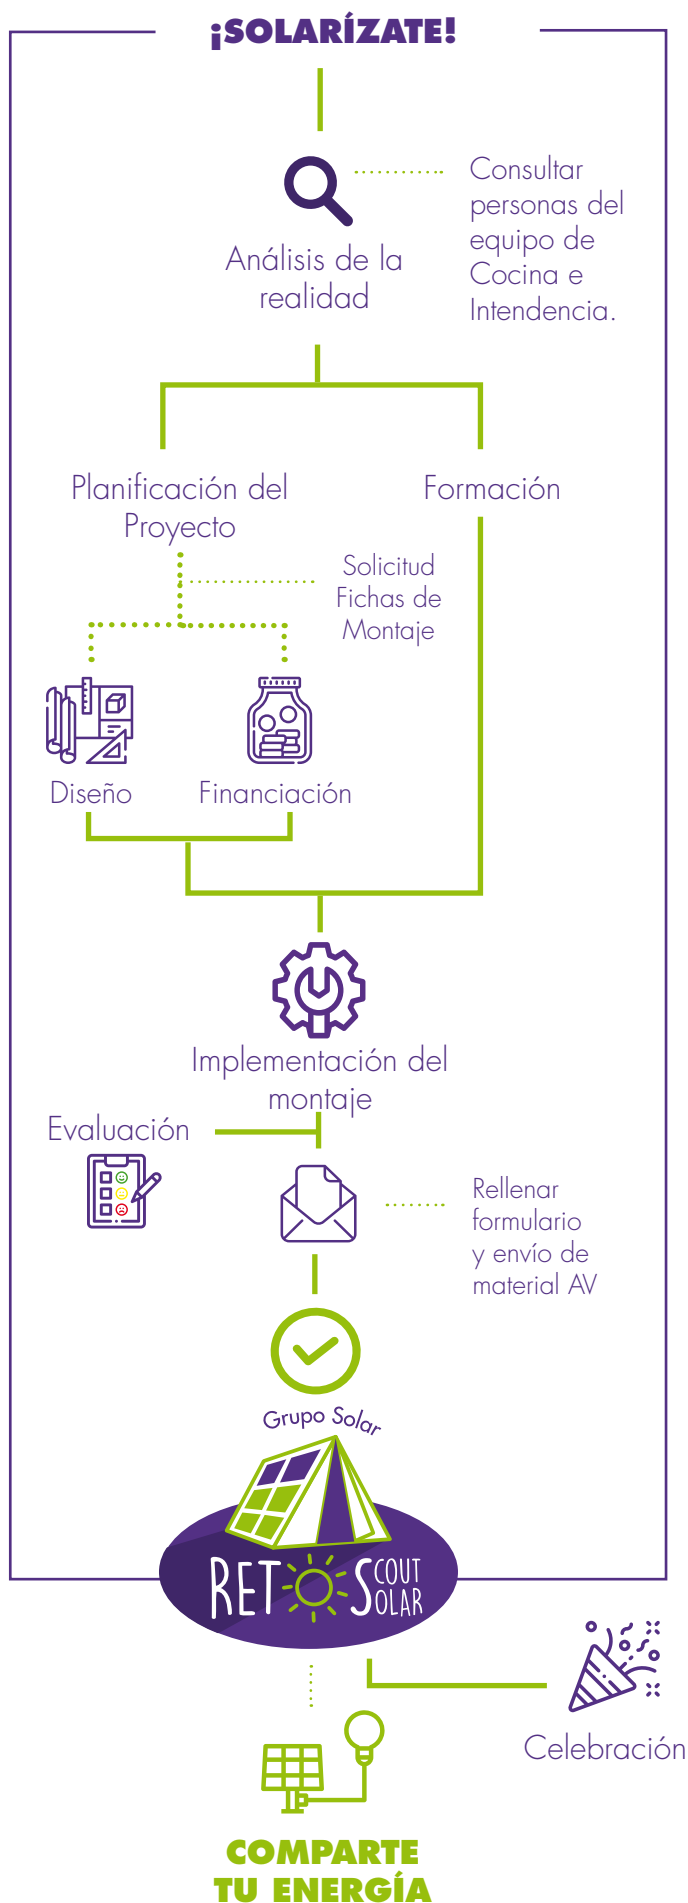 ¡SOLARÍZATE!
Consultar
personas del
equipo de
Cocina e
Intendencia.
Análisis de la
realidad
Planificación del
Proyecto
Formación
Solicitud
Fichas de
Montaje
Diseño
Financiación
Implementación del
montaje
Evaluación
Rellenar
formulario
y envío de
material AV
Grupo Solar
RETO SCOUT
SOLAR
Celebración
COMPARTE
TU ENERGÍA